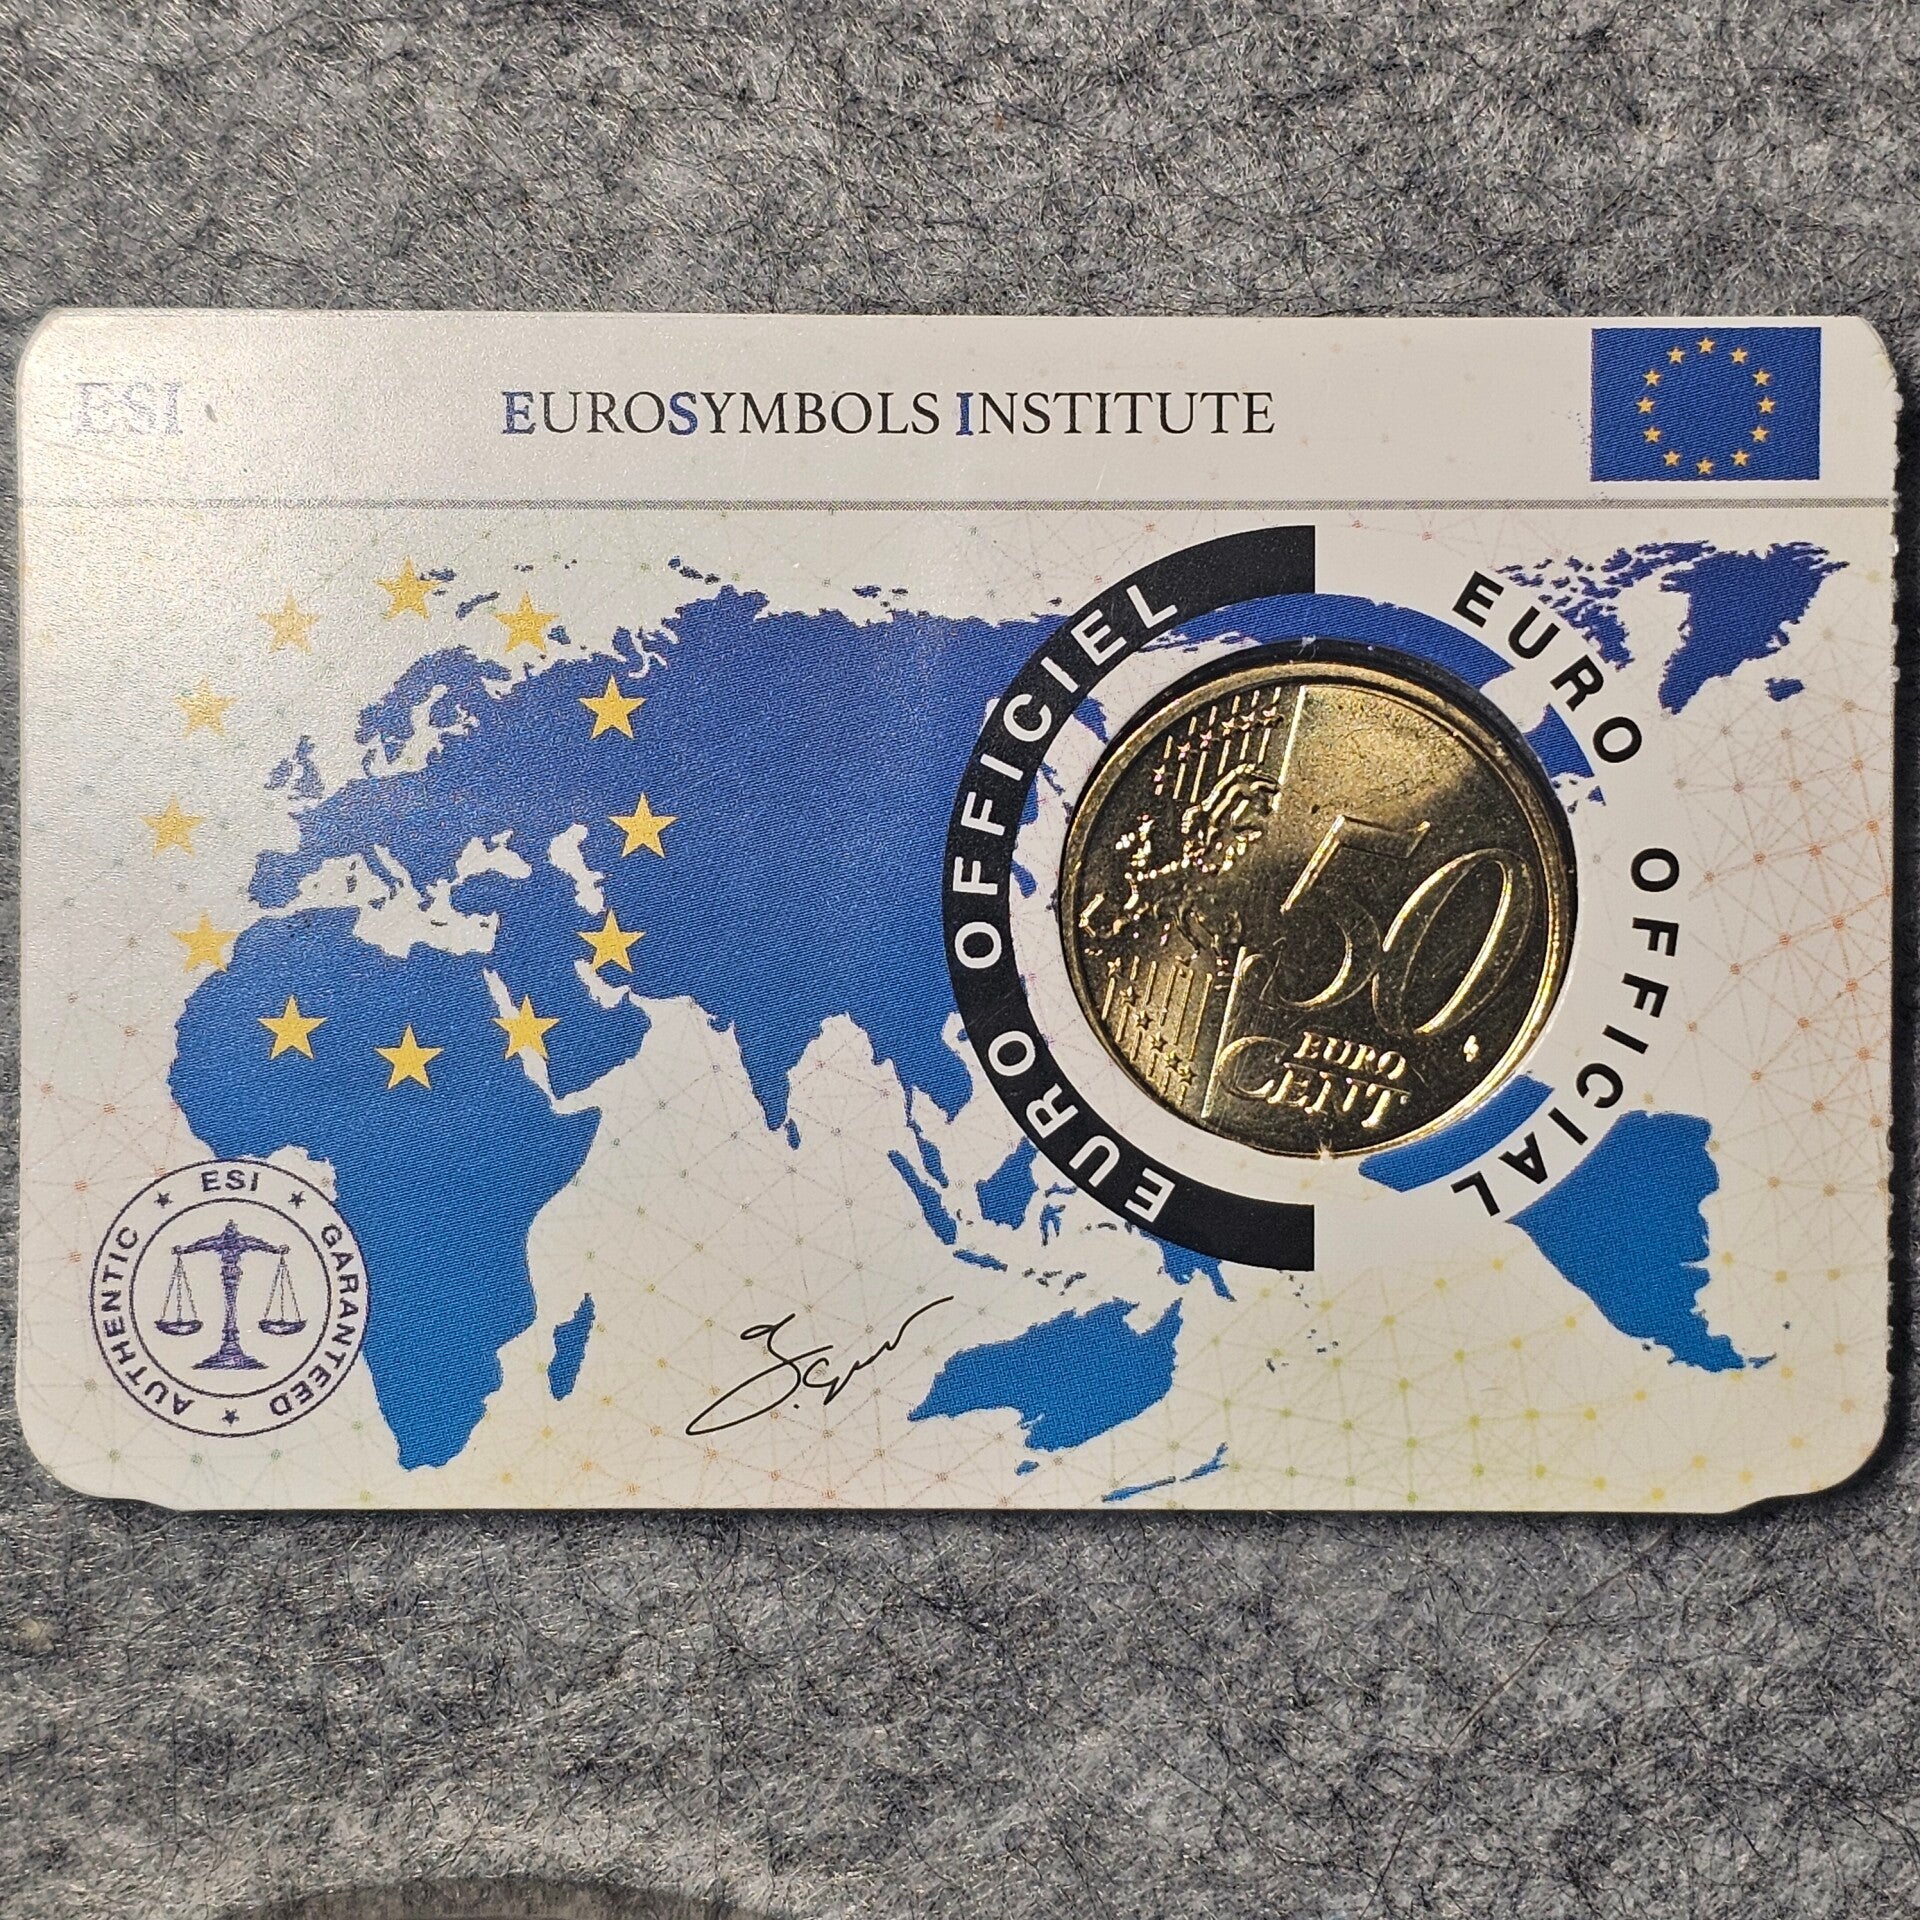 ESI
EUROSYMBOLS INSTITUTE
EURO OFFICIEL
EURO OFFICIAL
50
EURO
CENT
ESI
AUTHENTIC
GARANTEED